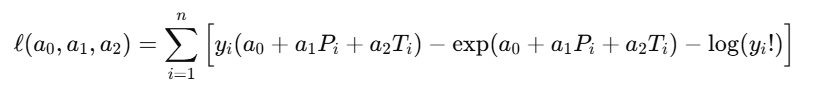 ℓ(a₀, a₁, a₂) = ∑ᵢ₌₁ⁿ [yᵢ(a₀ + a₁Pᵢ + a₂Tᵢ) − exp(a₀ + a₁Pᵢ + a₂Tᵢ) − log(yᵢ!)]